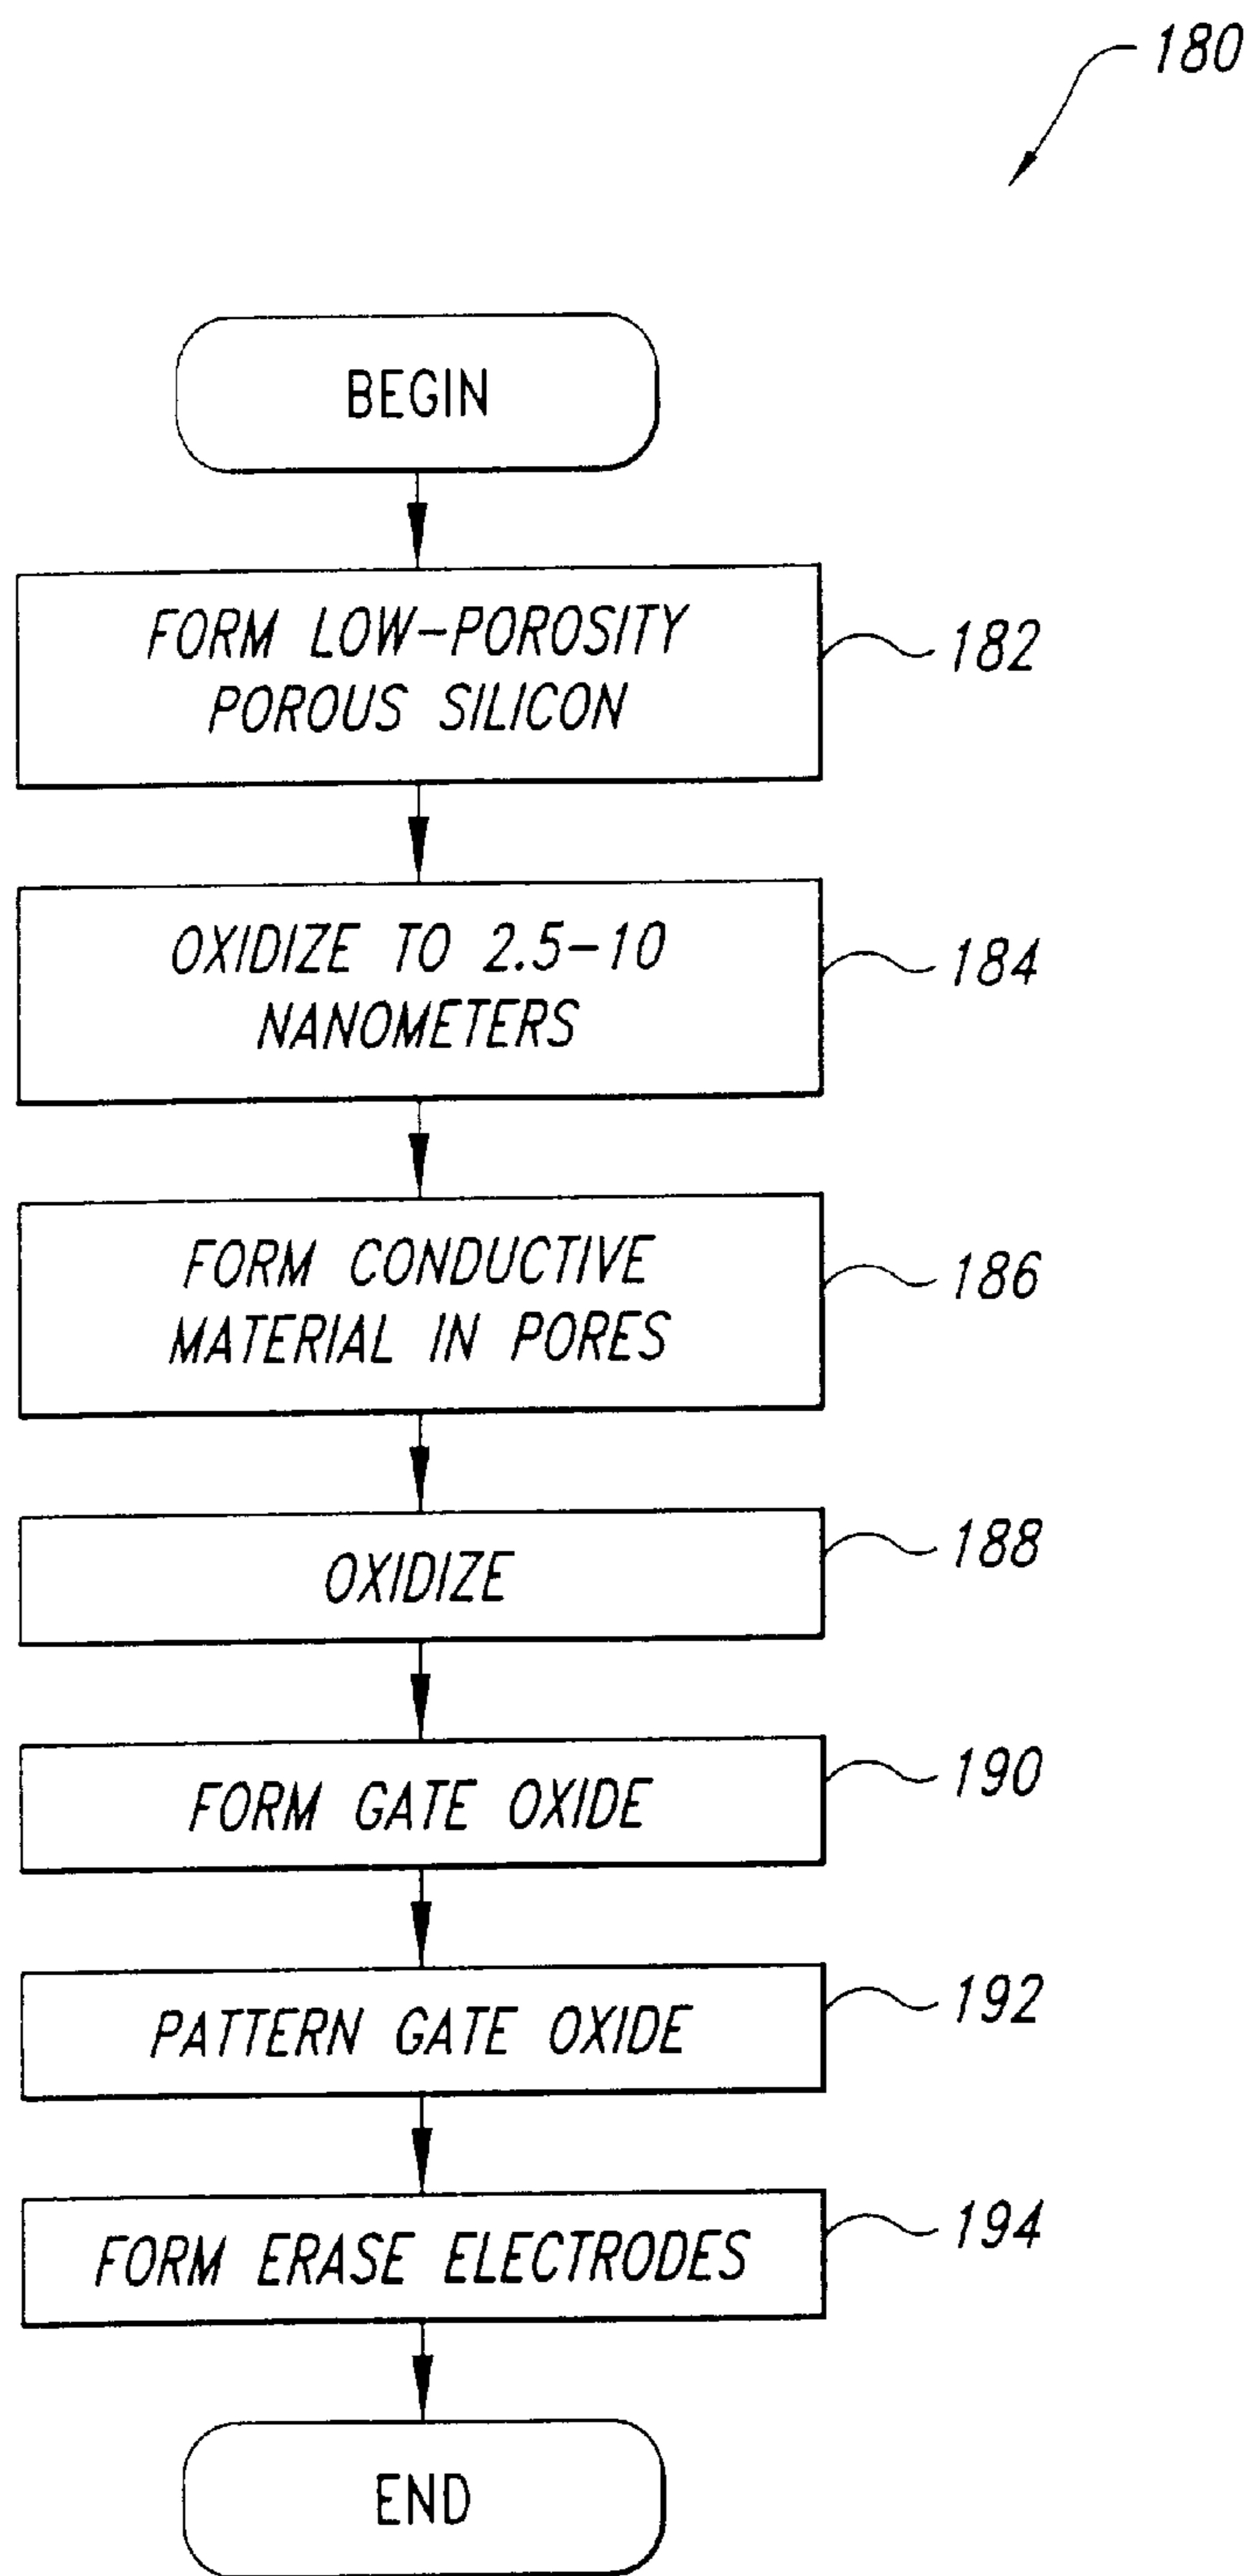 180
BEGIN
FORM LOW-POROSITY
POROUS SILICON
182
OXIDIZE TO 2.5-10
NANOMETERS
184
FORM CONDUCTIVE
MATERIAL IN PORES
186
OXIDIZE
188
FORM GATE OXIDE
190
PATTERN GATE OXIDE
192
FORM ERASE ELECTRODES
194
END